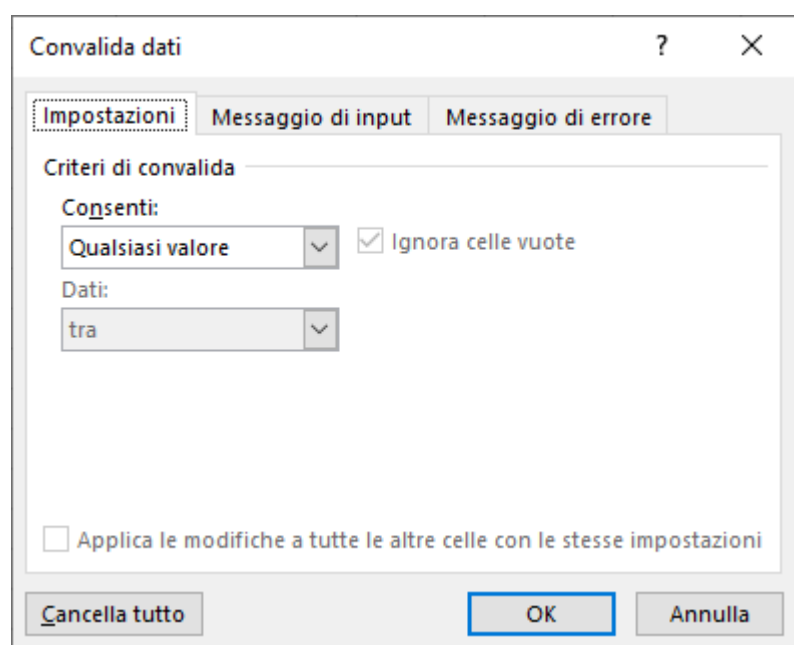 Convalida dati ?
Impostazioni Messaggio di input Messaggio di errore
Criteri di convalida
Consenti:
Qualsiasi valore Ignora celle vuote
Dati:
tra
Applica le modifiche a tutte le altre celle con le stesse impostazioni
Cancella tutto OK Annulla